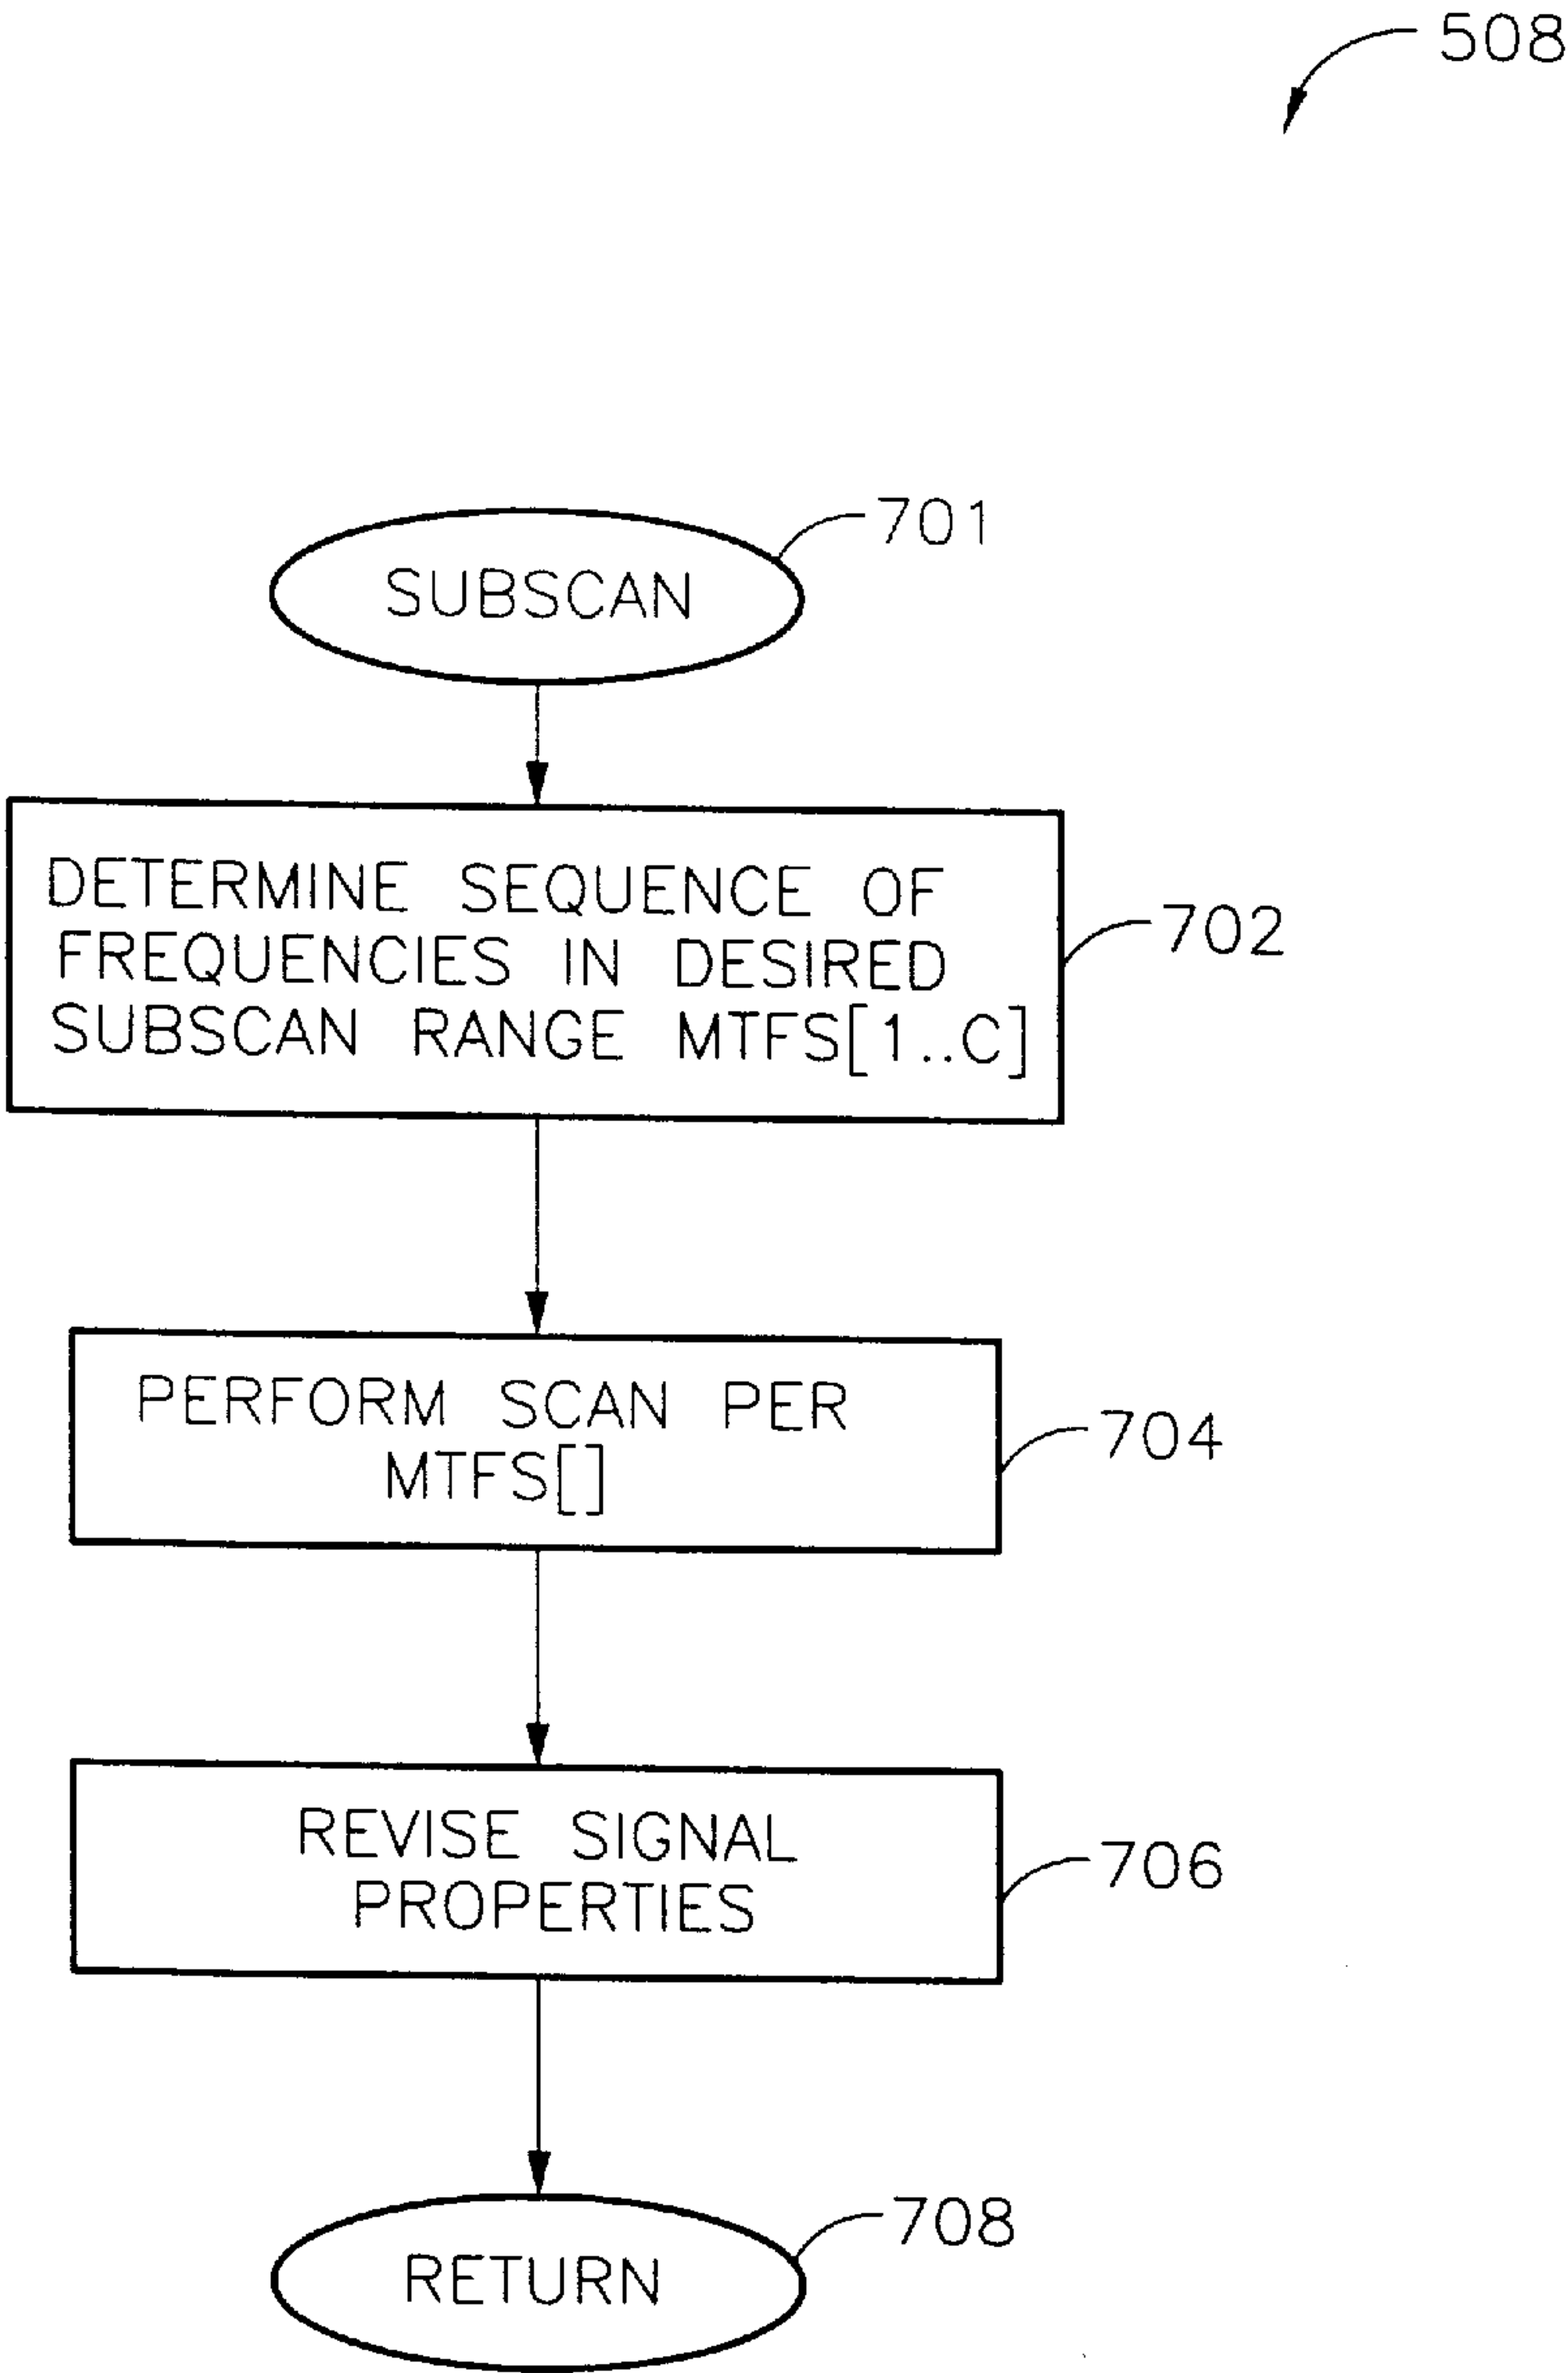 508
701
SUBSCAN
DETERMINE SEQUENCE OF
FREQUENCIES IN DESIRED
SUBSCAN RANGE MTFS[1..C]
702
PERFORM SCAN PER
MTFS[]
704
REVISE SIGNAL
PROPERTIES
706
708
RETURN